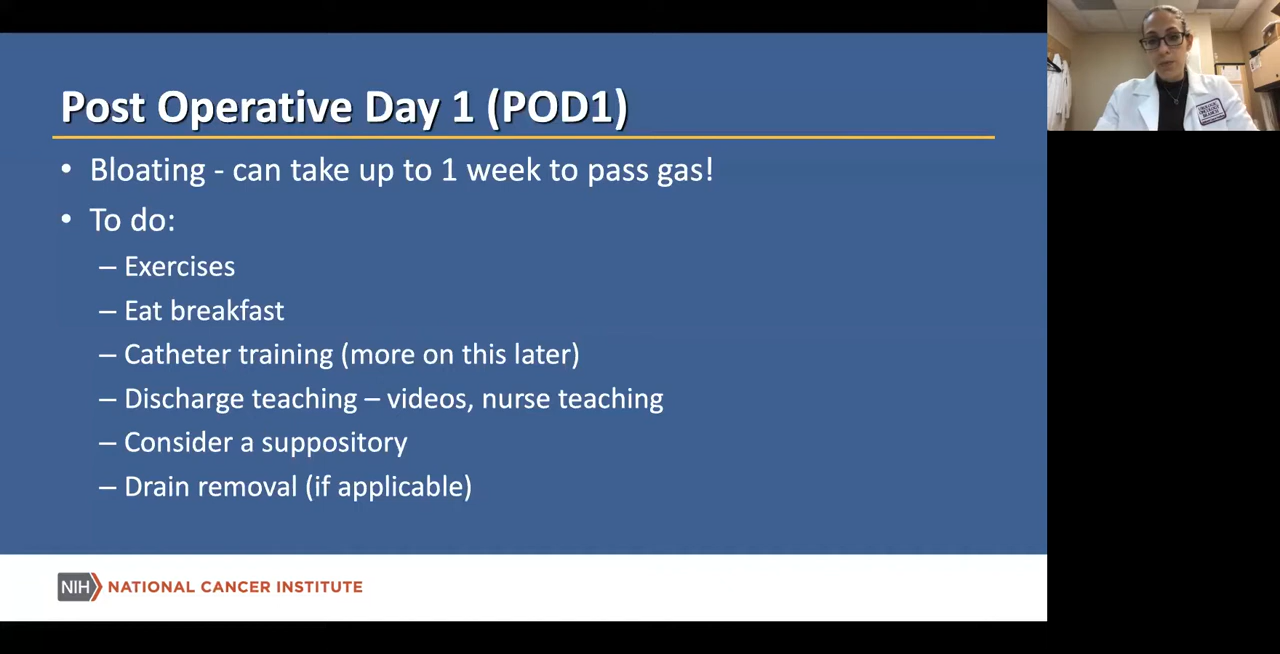 Post Operative Day 1 (POD1)
• Bloating - can take up to 1 week to pass gas!
• To do:
– Exercises
– Eat breakfast
– Catheter training (more on this later)
– Discharge teaching – videos, nurse teaching
– Consider a suppository
– Drain removal (if applicable)
NIH NATIONAL CANCER INSTITUTE